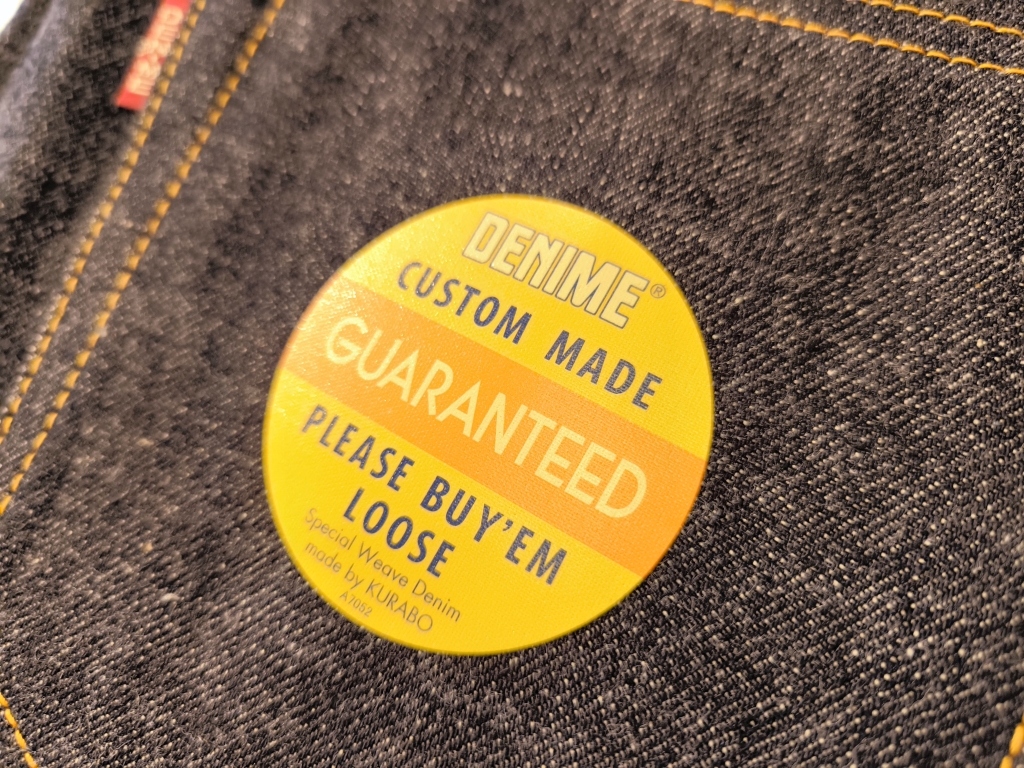 DENIME®
CUSTOM MADE
GUARANTEED
PLEASE BUY'EM
LOOSE
Special Weave Denim
made by KURABO
A7052